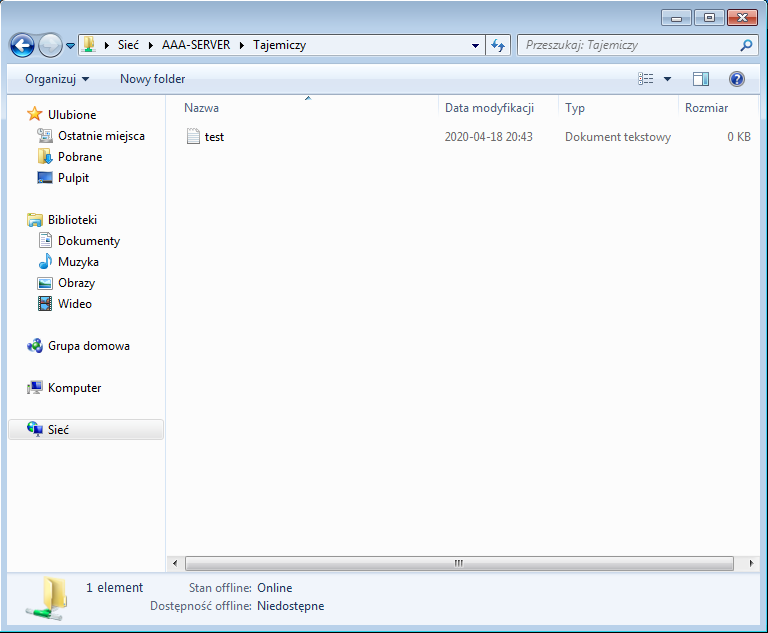 Sieć AAA-SERVER Tajemiczy Przeszukaj: Tajemiczy
Organizuj Nowy folder
Nazwa Data modyfikacji Typ Rozmiar
test 2020-04-18 20:43 Dokument tekstowy 0 KB
Ulubione
Ostatnie miejsca
Pobrane
Pulpit
Biblioteki
Dokumenty
Muzyka
Obrazy
Wideo
Grupa domowa
Komputer
Sieć
1 element Stan offline: Online
Dostępność offline: Niedostępne